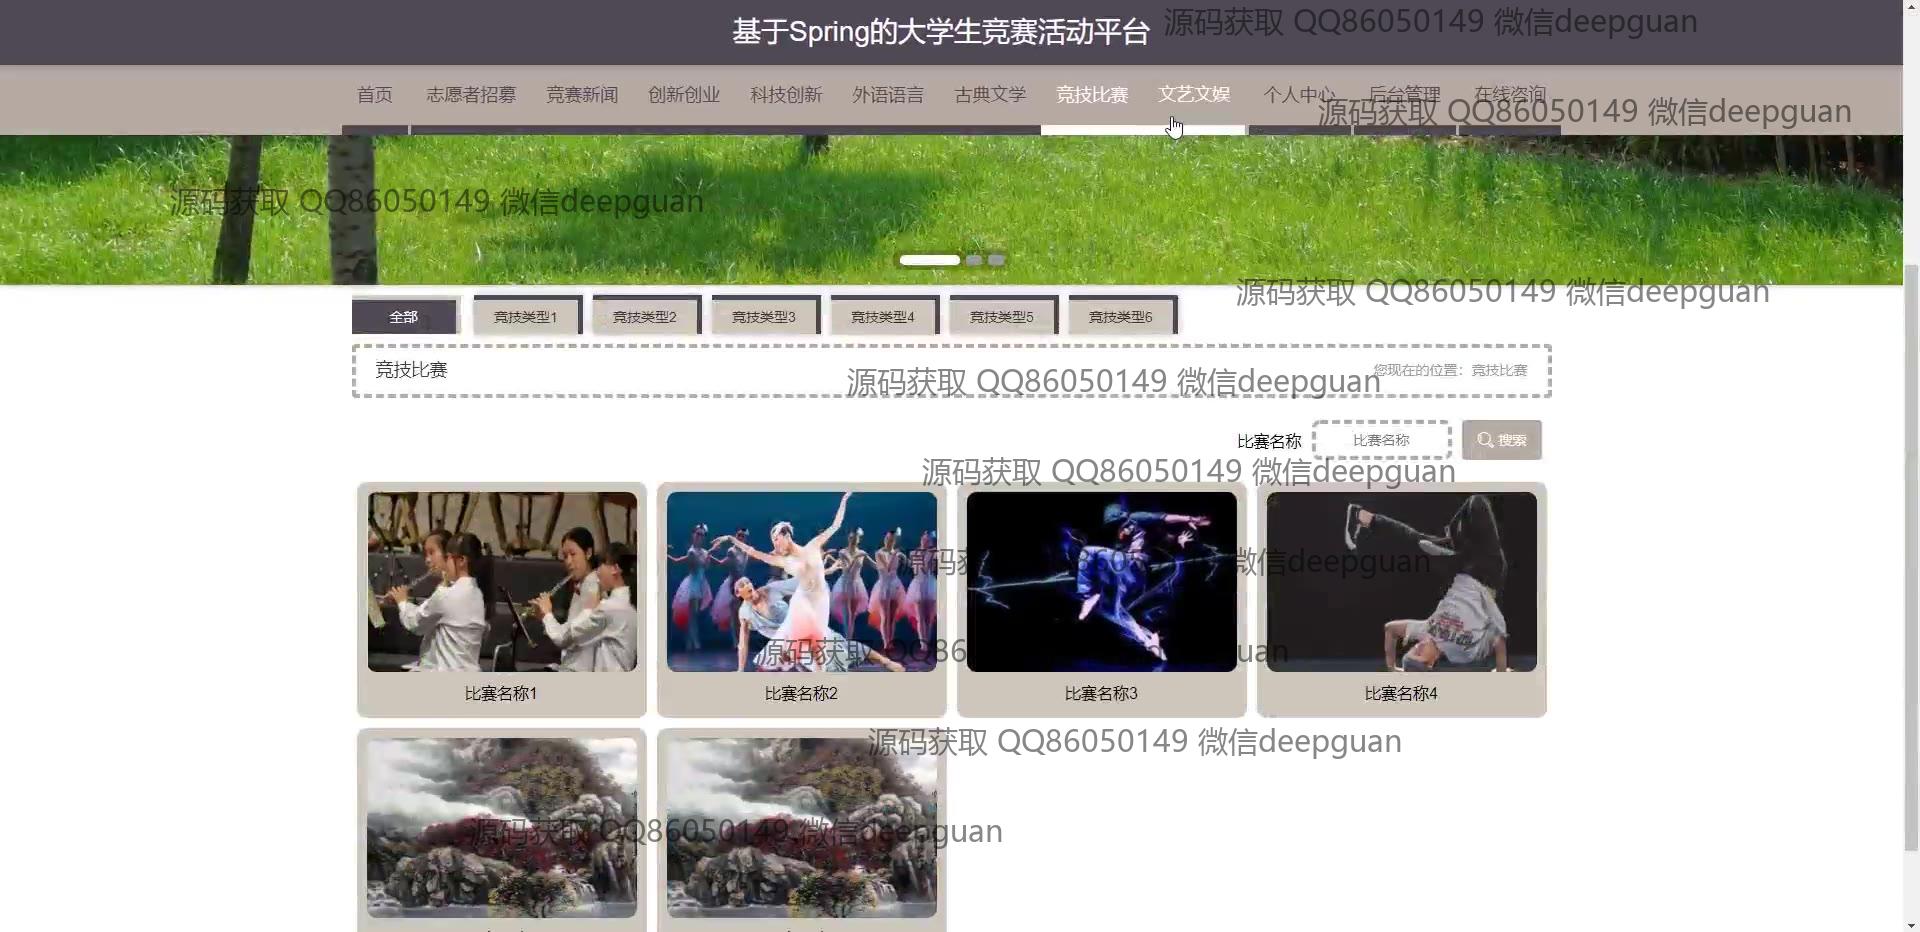 基于Spring的大学生竞赛活动平台
源码获取 QQ86050149 微信deepguan
首页 志愿者招募 竞赛新闻 创新创业 科技创新 外语语言 古典文学 竞技比赛 文艺文娱 个人中心 后台管理 在线咨询
源码获取 QQ86050149 微信deepguan
源码获取 QQ86050149 微信deepguan
源码获取 QQ86050149 微信deepguan
全部 竞技类型1 竞技类型2 竞技类型3 竞技类型4 竞技类型5 竞技类型6
竞技比赛
您现在的位置：竞技比赛
源码获取 QQ86050149 微信deepguan
比赛名称 比赛名称 搜索
源码获取 QQ86050149 微信deepguan
源码获 8605 微信deepguan
源码获取 QQ86 uan
比赛名称1 比赛名称2 比赛名称3 比赛名称4
源码获取 QQ86050149 微信deepguan
源码获取 QQ86050149 微信deepguan